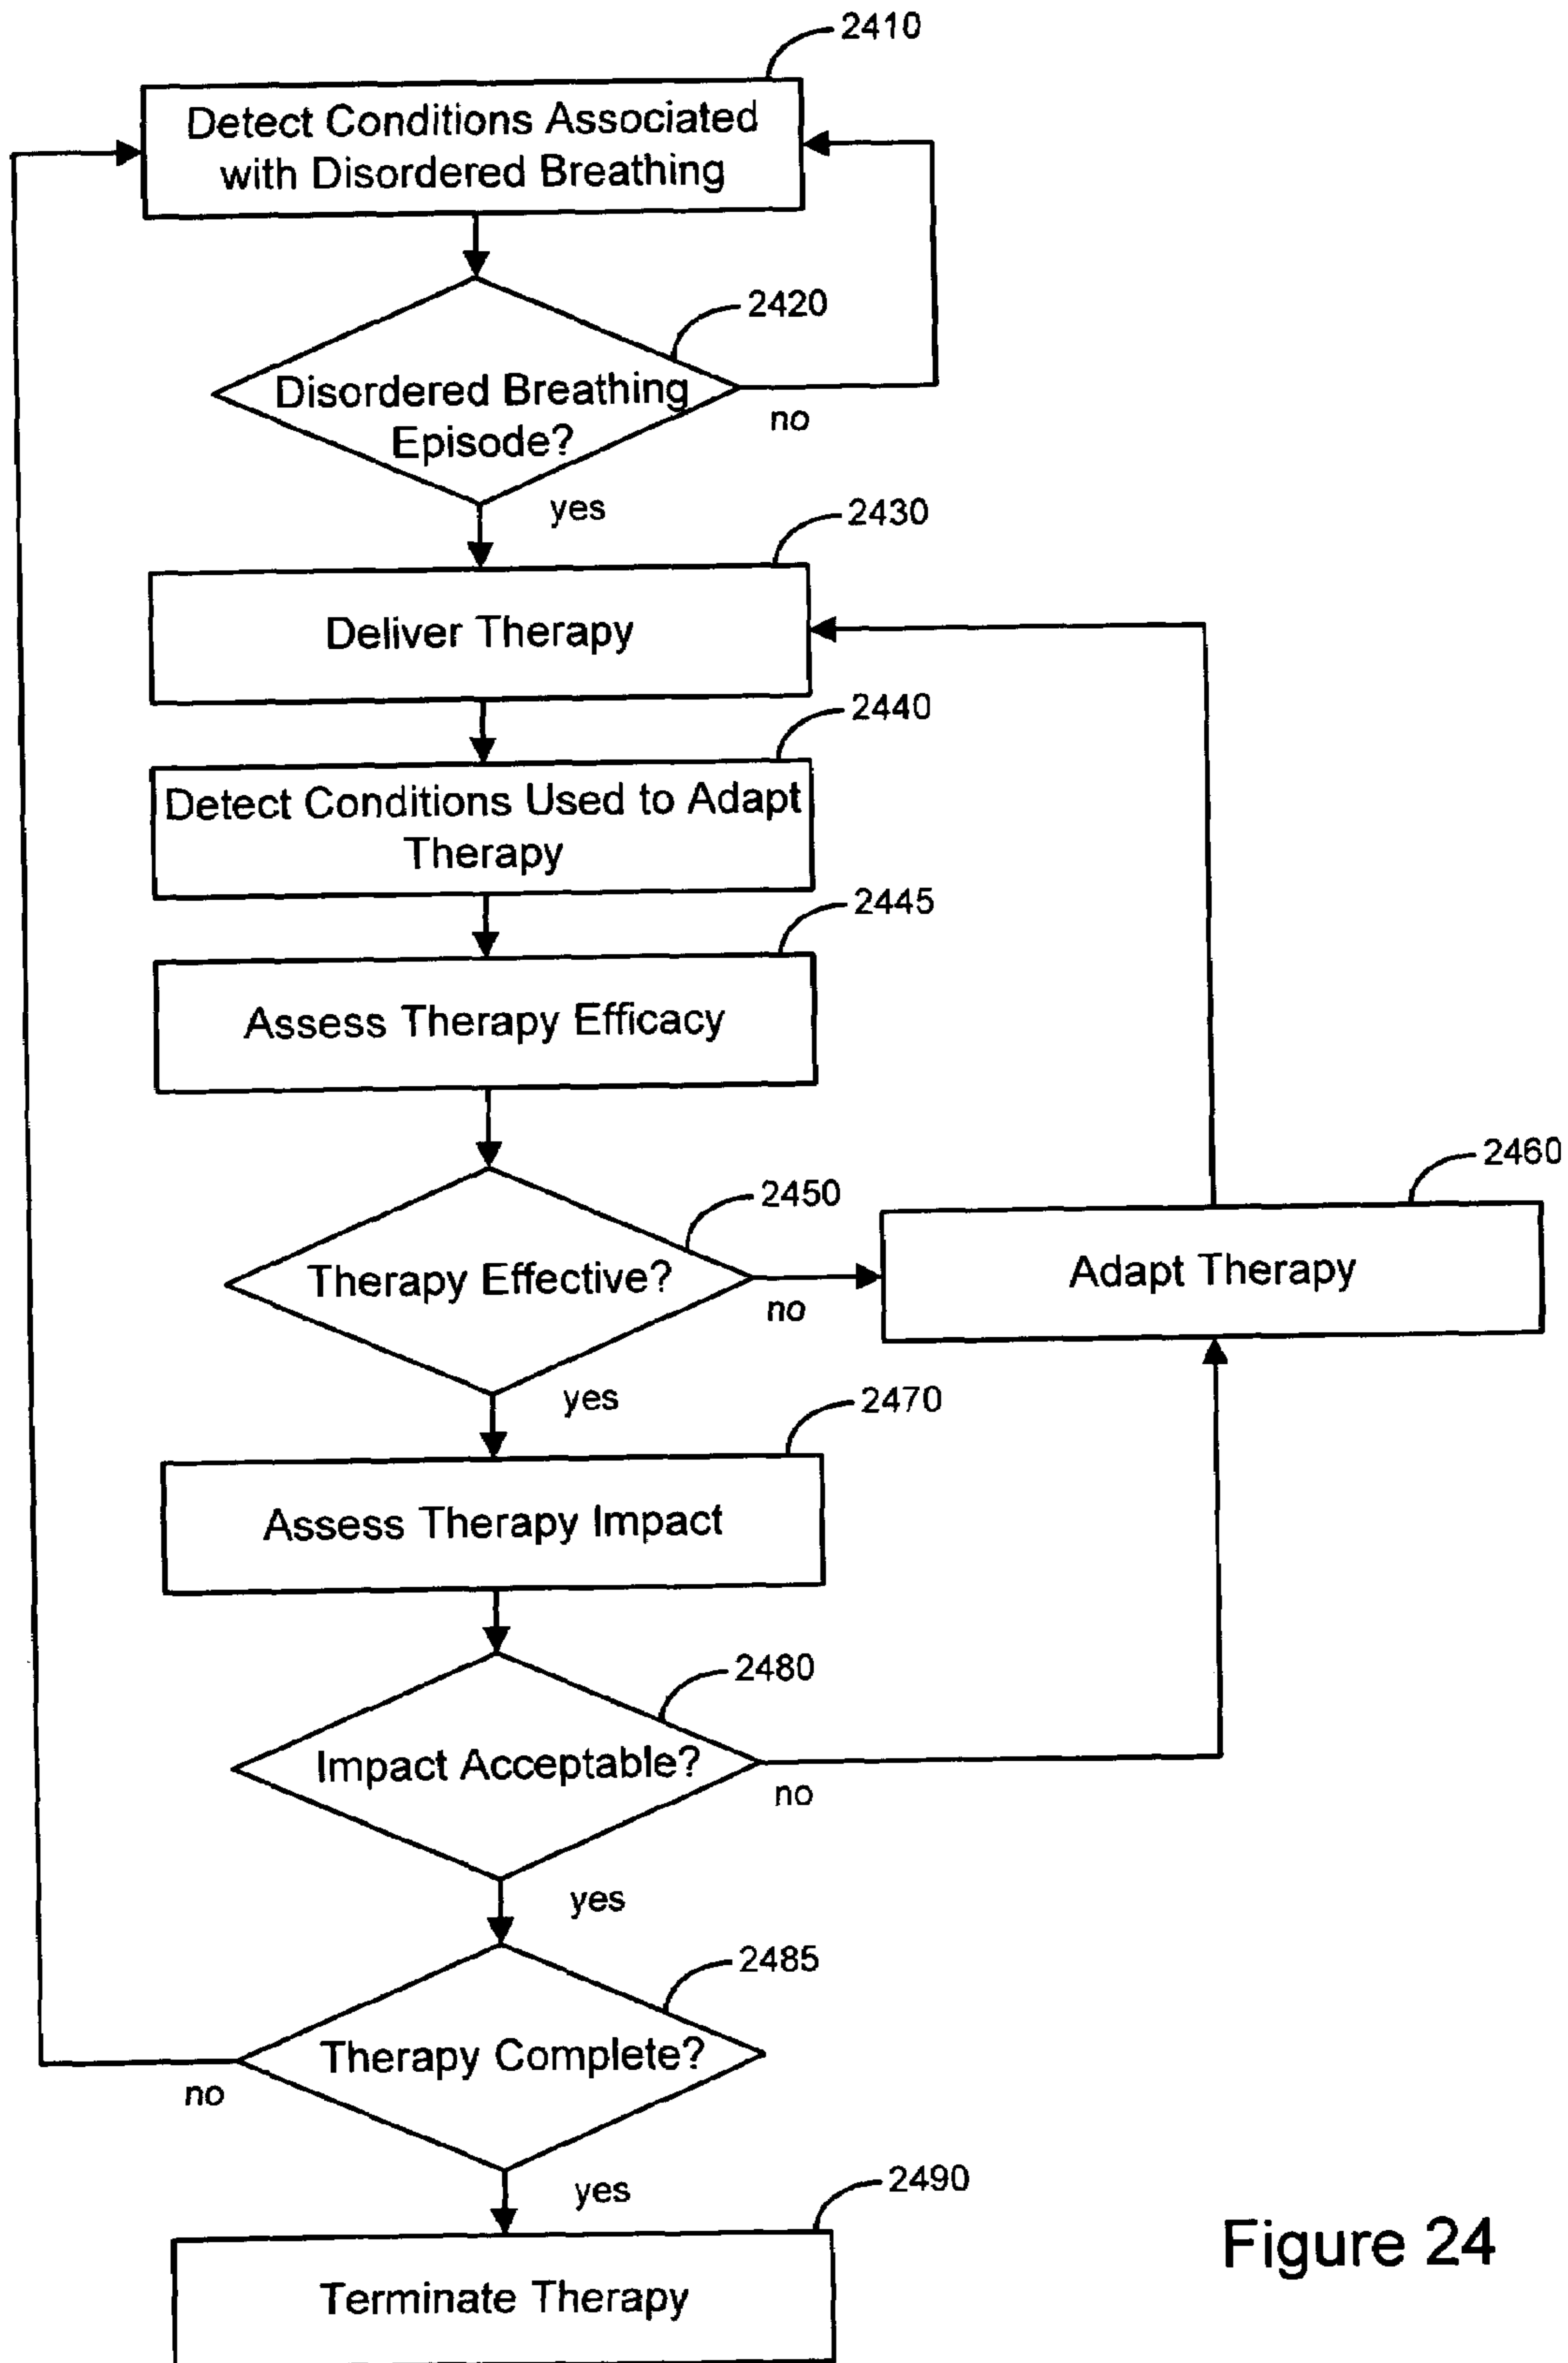 2410
Detect Conditions Associated
with Disordered Breathing
2420
Disordered Breathing
Episode?
no
yes
2430
Deliver Therapy
2440
Detect Conditions Used to Adapt
Therapy
2445
Assess Therapy Efficacy
2450
2460
Therapy Effective?
no
Adapt Therapy
yes
2470
Assess Therapy Impact
2480
Impact Acceptable?
no
yes
2485
Therapy Complete?
no
yes
2490
Terminate Therapy
Figure 24